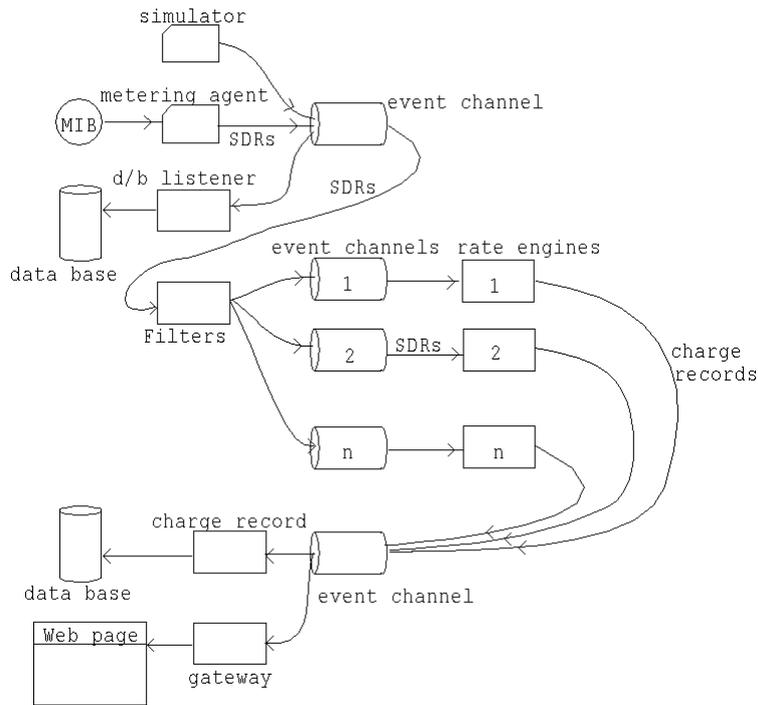 simulator
metering agent
event channel
MIB
SDRs
d/b listener
SDRs
data base
event channels
rate engines
1
1
Filters
2
SDRs
2
charge
records
n
n
charge record
data base
event channel
Web page
gateway